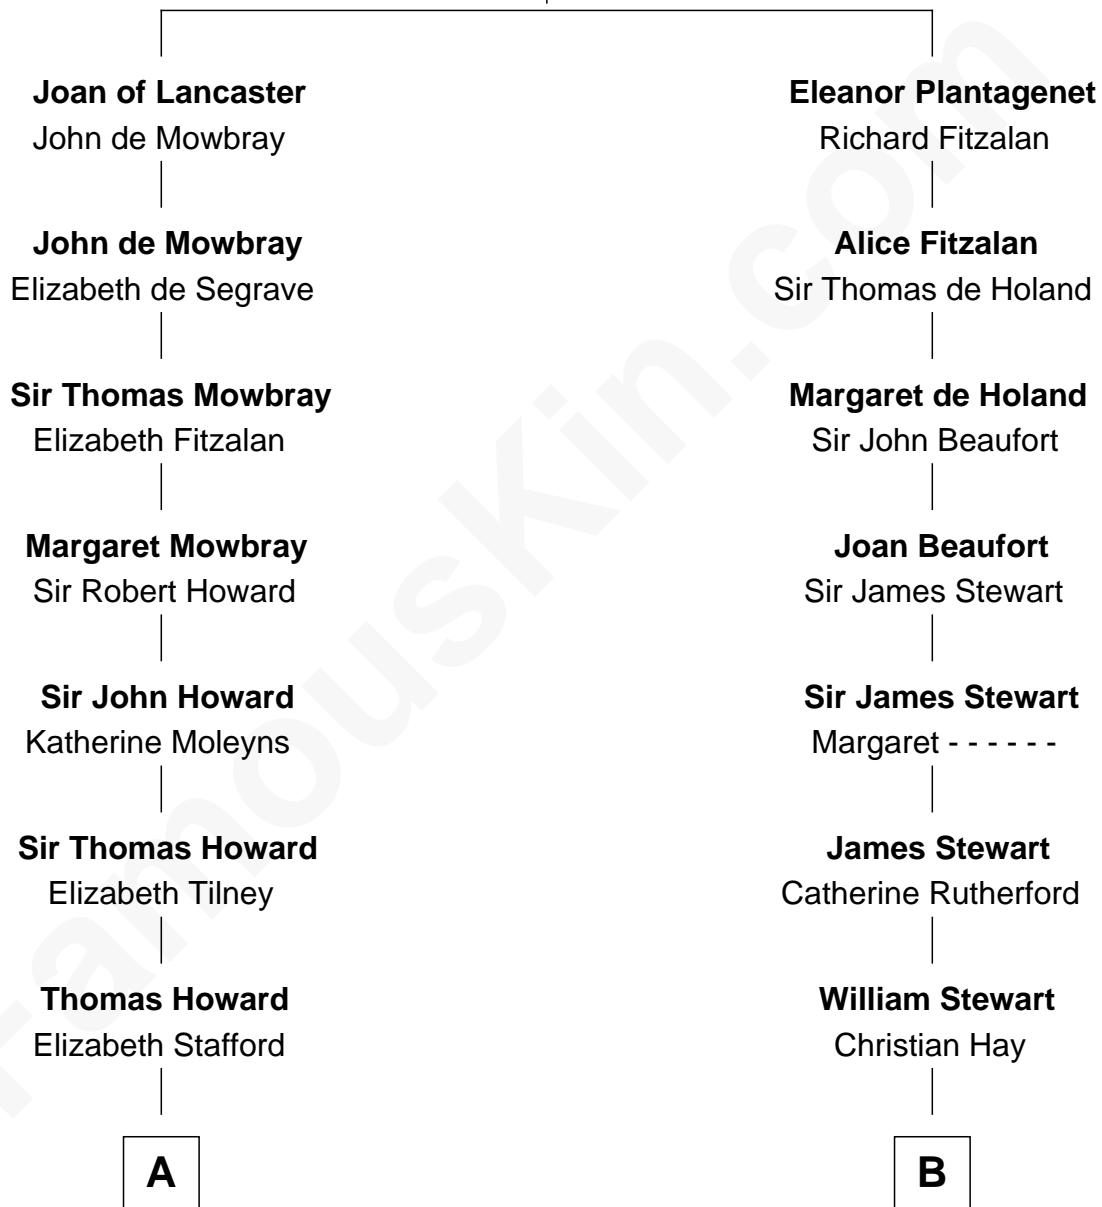 Joan of Lancaster
John de Mowbray
Eleanor Plantagenet
Richard Fitzalan
John de Mowbray
Elizabeth de Segrave
Alice Fitzalan
Sir Thomas de Holand
Sir Thomas Mowbray
Elizabeth Fitzalan
Margaret de Holand
Sir John Beaufort
Margaret Mowbray
Sir Robert Howard
Joan Beaufort
Sir James Stewart
Sir John Howard
Katherine Moleyns
Sir James Stewart
Margaret - - - - - -
Sir Thomas Howard
Elizabeth Tilney
James Stewart
Catherine Rutherford
Thomas Howard
Elizabeth Stafford
William Stewart
Christian Hay
A
B
FamousKin.com